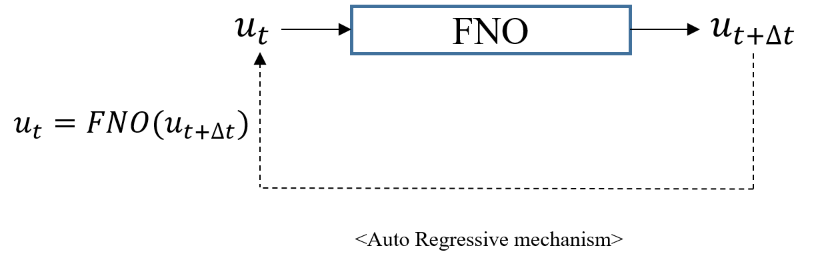 u_t FNO u_{t+Δt}
u_t = FNO(u_{t+Δt})
<Auto Regressive mechanism>